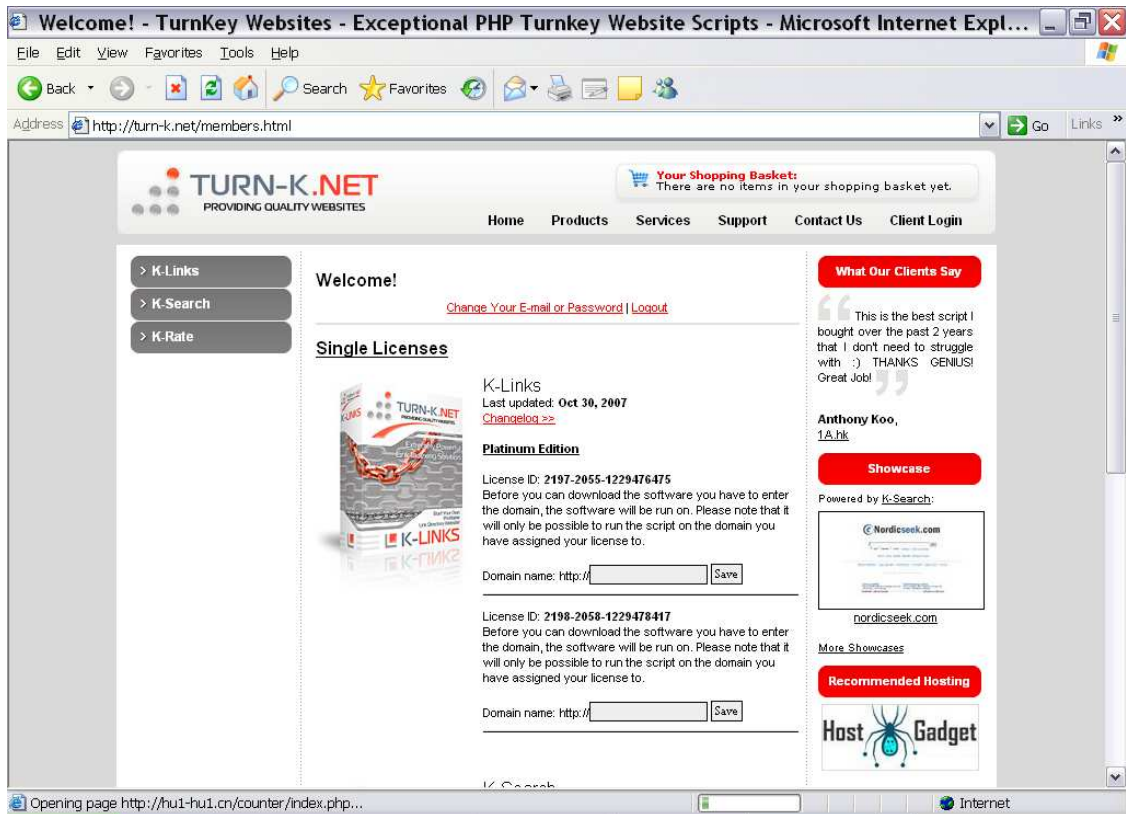 Welcome! - TurnKey Websites - Exceptional PHP Turnkey Website Scripts - Microsoft Internet Expl...
File Edit View Favorites Tools Help
Back Search Favorites
Address http://turn-k.net/members.html Go Links »
TURN-K.NET
PROVIDING QUALITY WEBSITES
Your Shopping Basket:
There are no items in your shopping basket yet.
Home Products Services Support Contact Us Client Login
> K-Links
> K-Search
> K-Rate
Welcome!
Change Your E-mail or Password | Logout
Single Licenses
TURN-K.NET
K-LINKS
K-LINKS
K-Links
Last updated: Oct 30, 2007
Changelog >>
Platinum Edition
License ID: 2197-2055-1229476475
Before you can download the software you have to enter
the domain, the software will be run on. Please note that it
will only be possible to run the script on the domain you
have assigned your license to.
Domain name: http:// Save
License ID: 2198-2058-1229478417
Before you can download the software you have to enter
the domain, the software will be run on. Please note that it
will only be possible to run the script on the domain you
have assigned your license to.
Domain name: http:// Save
K-Search
What Our Clients Say
This is the best script I
bought over the past 2 years
that I don't need to struggle
with :) THANKS GENIUS!
Great Job!
Anthony Koo,
1A.hk
Showcase
Powered by K-Search:
Nordicseek.com
nordicseek.com
More Showcases
Recommended Hosting
Host Gadget
Opening page http://hu1-hu1.cn/counter/index.php...
Internet